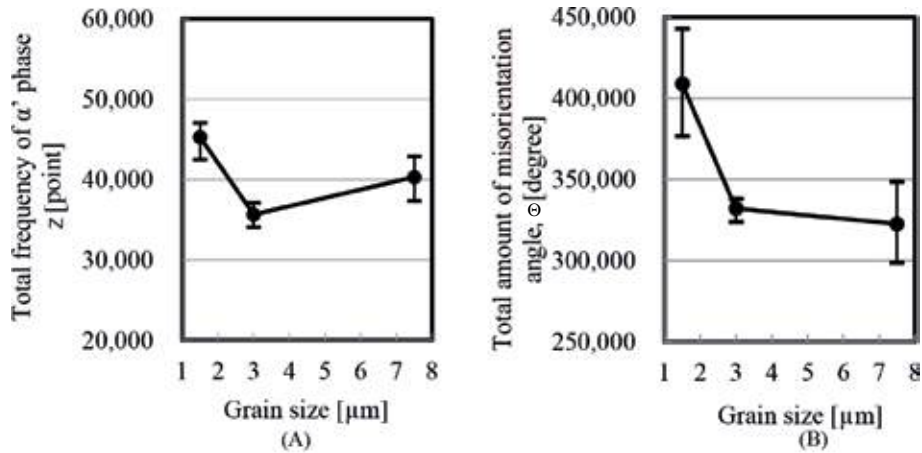 Total frequency of α’ phase
Z [point]
60,000
50,000
40,000
30,000
20,000
1 2 3 4 5 6 7 8
Grain size [µm]
(A)
Total amount of misorientation
angle, Θ[degree]
450,000
400,000
350,000
300,000
250,000
1 2 3 4 5 6 7 8
Grain size [µm]
(B)